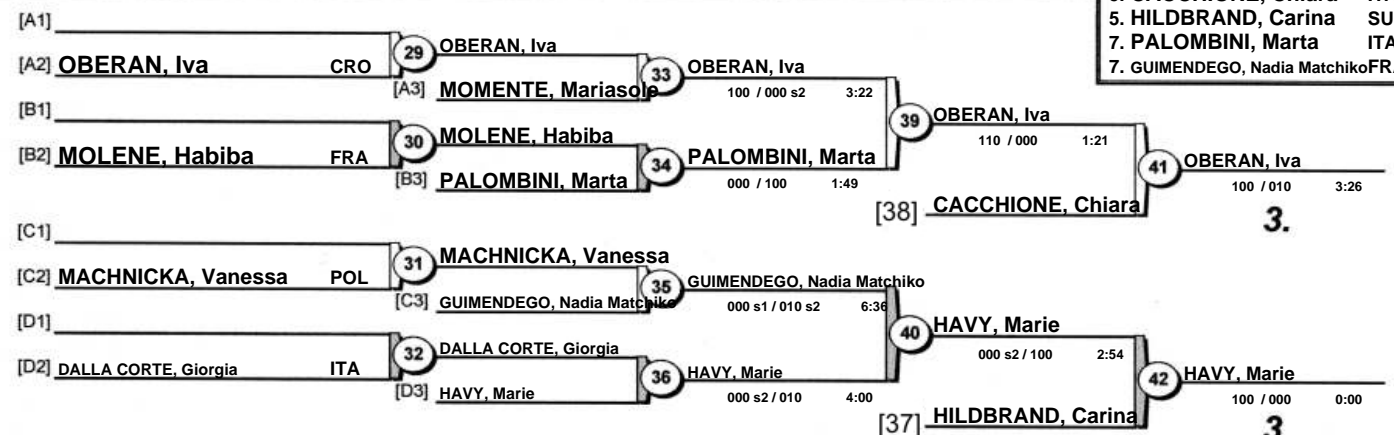 5. HILDBRAND, Carina SU
7. PALOMBINI, Marta ITA
7. GUIMENDEGO, Nadia Matchiko FRA
[A1]
[A2] OBERAN, Iva CRO
29
OBERAN, Iva
[A3] MOMENTE, Mariasole
33
OBERAN, Iva
100 / 000 s2 3:22
[B1]
[B2] MOLENE, Habiba FRA
30
MOLENE, Habiba
[B3] PALOMBINI, Marta
34
PALOMBINI, Marta
000 / 100 1:49
39
OBERAN, Iva
110 / 000 1:21
[38] CACCHIONE, Chiara
41
OBERAN, Iva
100 / 010 3:26
3.
[C1]
[C2] MACHNICKA, Vanessa POL
31
MACHNICKA, Vanessa
[C3] GUIMENDEGO, Nadia Matchiko
35
GUIMENDEGO, Nadia Matchiko
000 s1 / 010 s2 6:36
[D1]
[D2] DALLA CORTE, Giorgia ITA
32
DALLA CORTE, Giorgia
[D3] HAVY, Marie
36
HAVY, Marie
000 s2 / 010 4:00
40
HAVY, Marie
000 s2 / 100 2:54
[37] HILDBRAND, Carina
42
HAVY, Marie
100 / 000 0:00
3